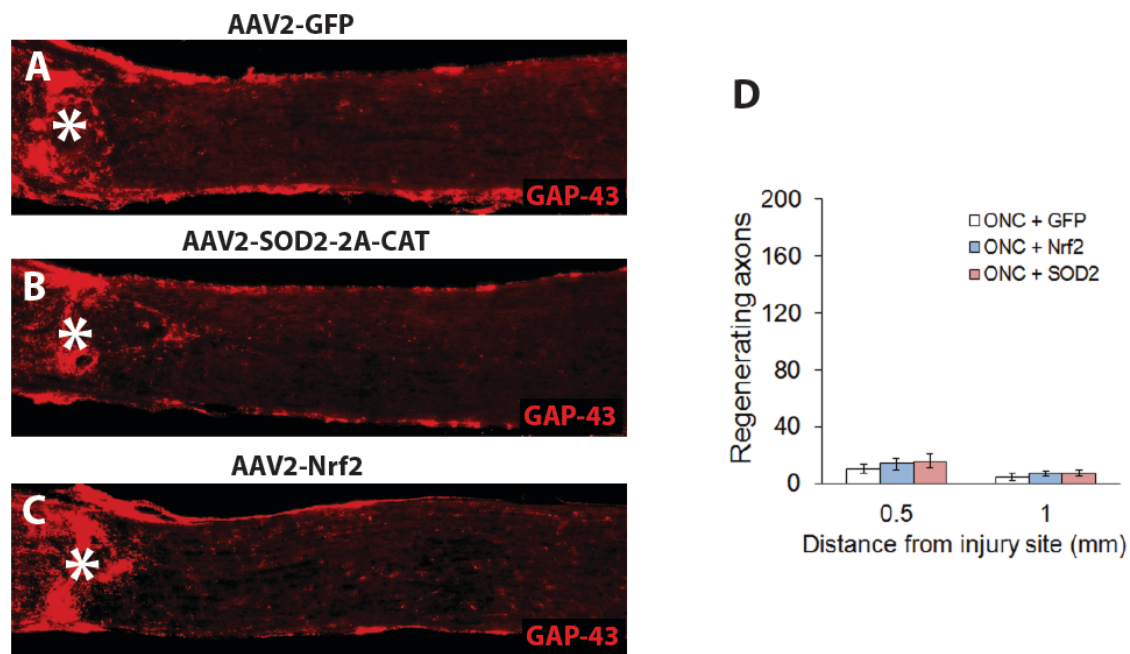 AAV2-GFP
A
*
GAP-43
AAV2-SOD2-2A-CAT
B
*
GAP-43
AAV2-Nrf2
C
*
GAP-43
D
Regenerating axons
200
160
120
80
40
0
ONC + GFP
ONC + Nrf2
ONC + SOD2
0.5
1
Distance from injury site (mm)